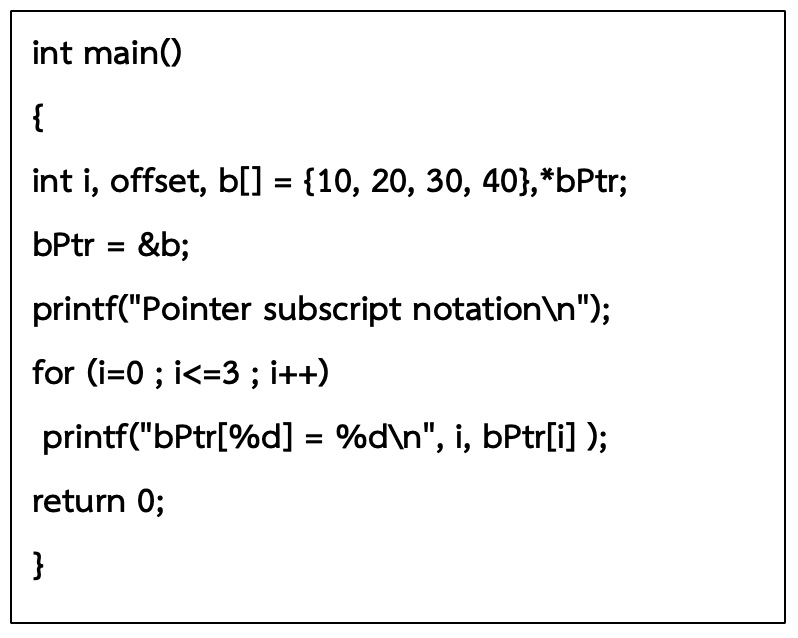 int main()
{
int i, offset, b[] = {10, 20, 30, 40},*bPtr;
bPtr = &b;
printf("Pointer subscript notation\n");
for (i=0 ; i<=3 ; i++)
printf("bPtr[%d] = %d\n", i, bPtr[i] );
return 0;
}